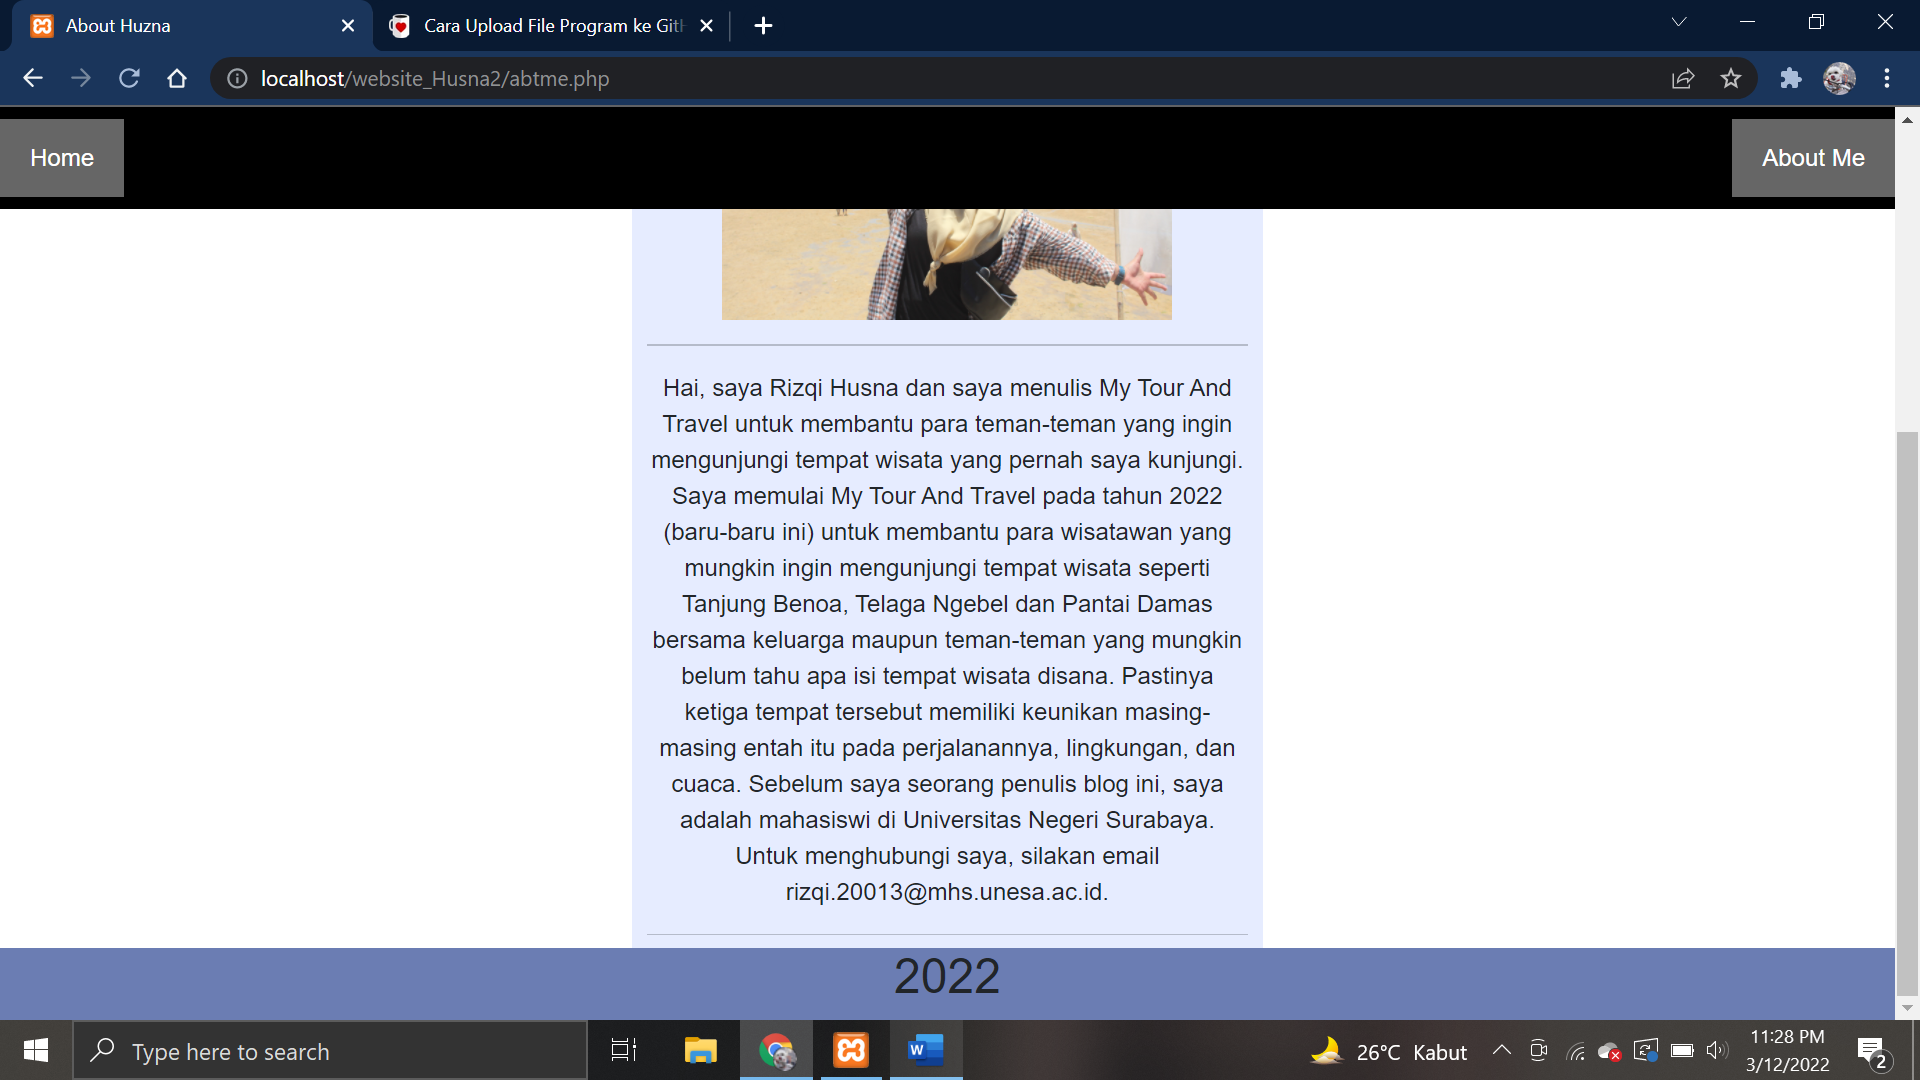 About Huzna
Cara Upload File Program ke Git
localhost/website_Husna2/abtme.php
Home
About Me
Hai, saya Rizqi Husna dan saya menulis My Tour And
Travel untuk membantu para teman-teman yang ingin
mengunjungi tempat wisata yang pernah saya kunjungi.
Saya memulai My Tour And Travel pada tahun 2022
(baru-baru ini) untuk membantu para wisatawan yang
mungkin ingin mengunjungi tempat wisata seperti
Tanjung Benoa, Telaga Ngebel dan Pantai Damas
bersama keluarga maupun teman-teman yang mungkin
belum tahu apa isi tempat wisata disana. Pastinya
ketiga tempat tersebut memiliki keunikan masing-
masing entah itu pada perjalanannya, lingkungan, dan
cuaca. Sebelum saya seorang penulis blog ini, saya
adalah mahasiswi di Universitas Negeri Surabaya.
Untuk menghubungi saya, silakan email
rizqi.20013@mhs.unesa.ac.id.
2022
Type here to search
W
26°C Kabut
11:28 PM
3/12/2022
2